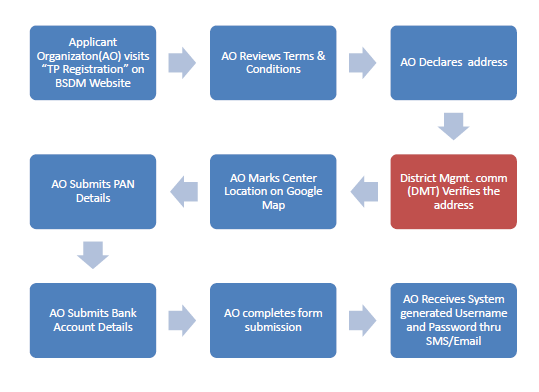 Applicant
Organizaton(AO) visits
“TP Registration” on
BSDM Website
AO Reviews Terms &
Conditions
AO Declares address
District Mgmt. comm
(DMT) Verifies the
address
AO Marks Center
Location on Google
Map
AO Submits PAN
Details
AO Submits Bank
Account Details
AO completes form
submission
AO Receives System
generated Username
and Password thru
SMS/Email